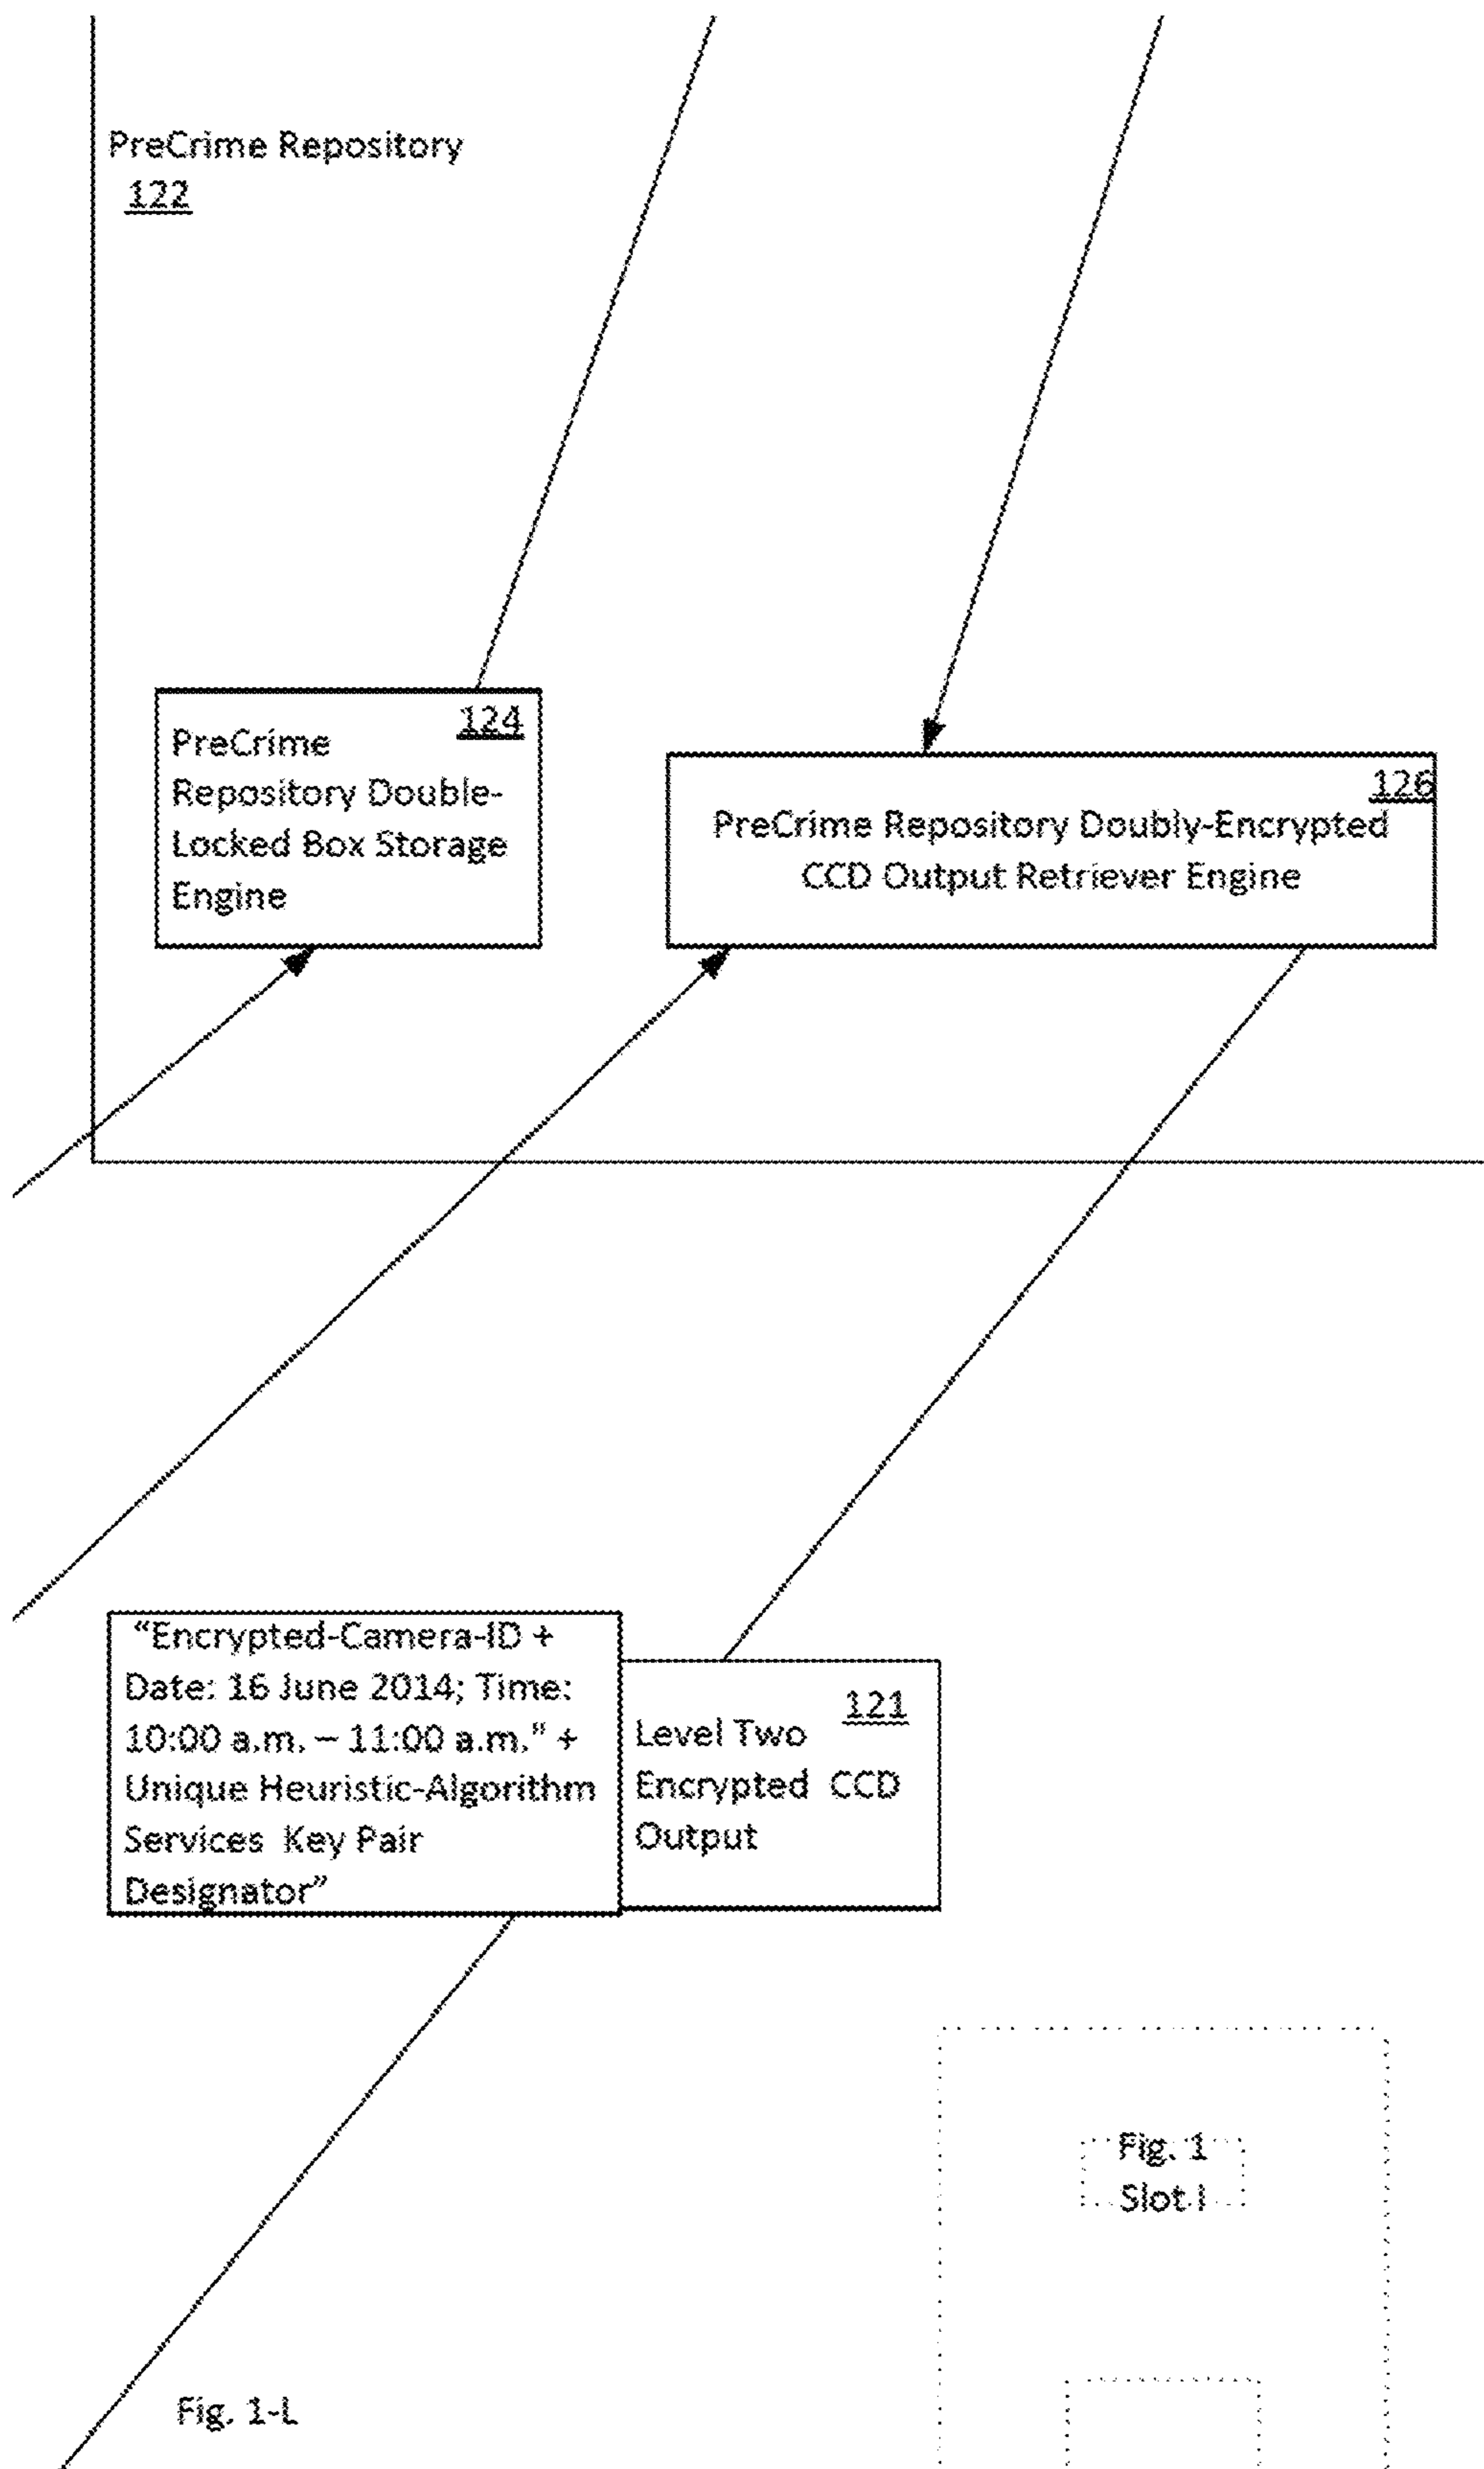 PreCrime Repository
122
124
PreCrime
Repository Double-
Locked Box Storage
Engine
126
PreCrime Repository Doubly-Encrypted
CCD Output Retriever Engine
“Encrypted-Camera-ID +
Date: 16 June 2014; Time:
10:00 a.m. – 11:00 a.m." +
Unique Heuristic-Algorithm
Services Key Pair
Designator”
121
Level Two
Encrypted CCD
Output
Fig. 1
Slot I
Fig. 1-L